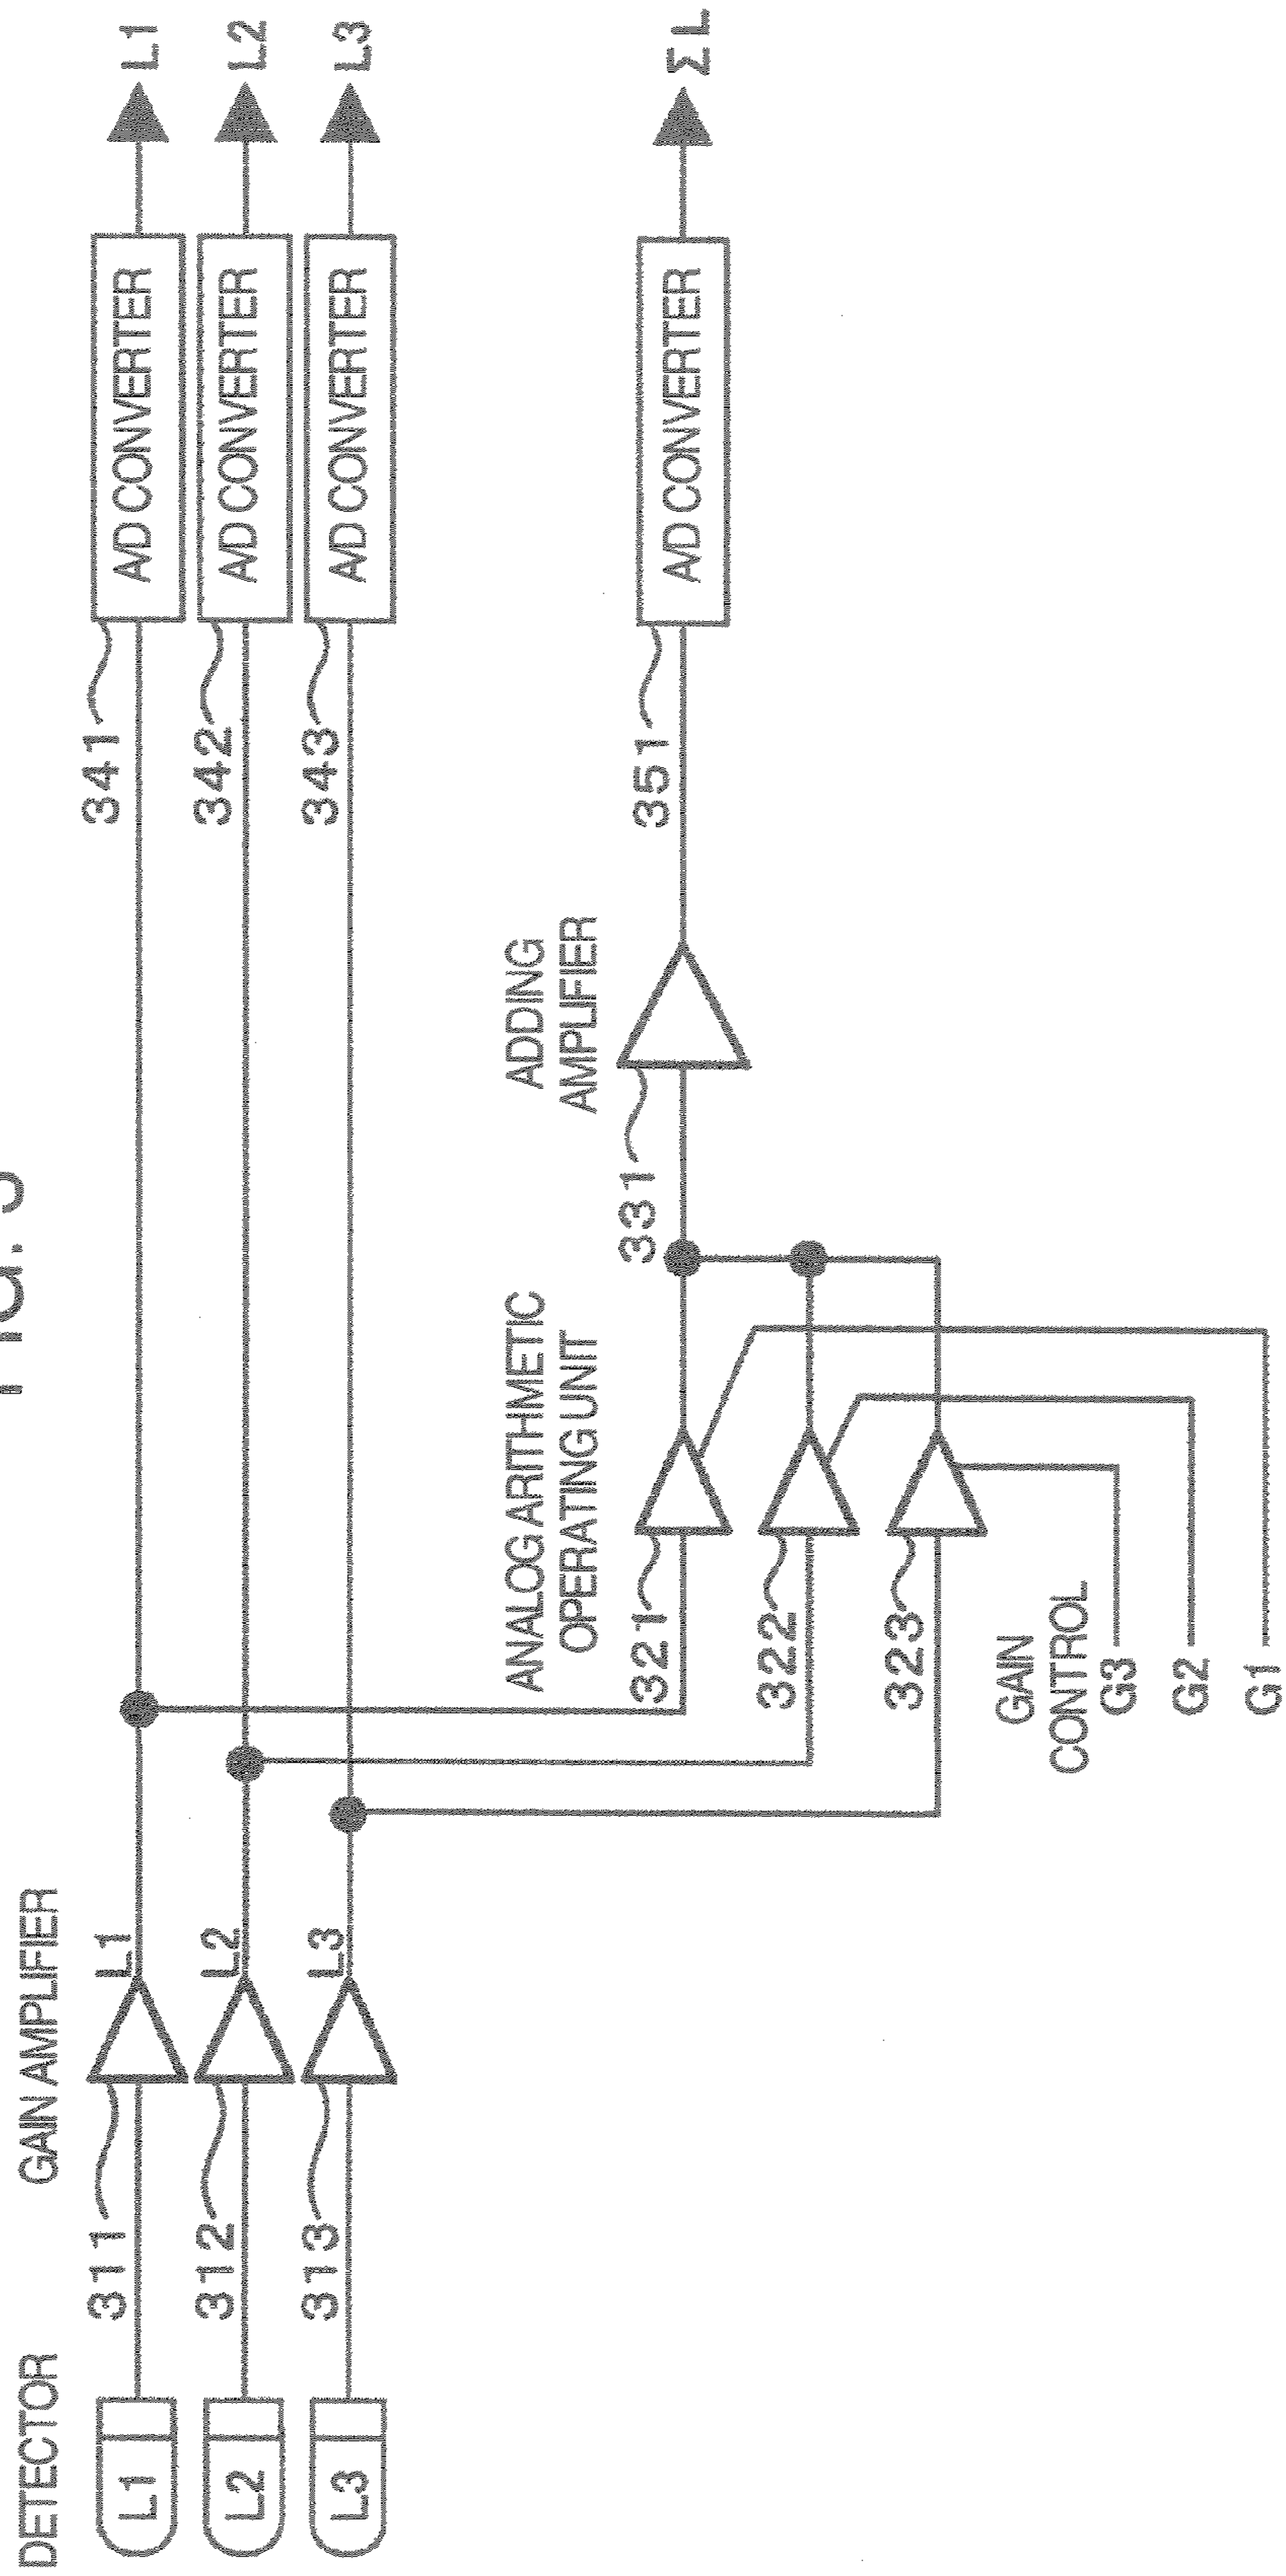 FIG. 3
DETECTOR
GAIN AMPLIFIER
L1
311
L1
341
A/D CONVERTER
L1
L2
312
L2
342
A/D CONVERTER
L2
L3
313
L3
343
A/D CONVERTER
L3
ANALOG ARITHMETIC
OPERATING UNIT
ADDING
AMPLIFIER
321
331
351
A/D CONVERTER
ΣL
322
323
GAIN
CONTROL
G3
G2
G1